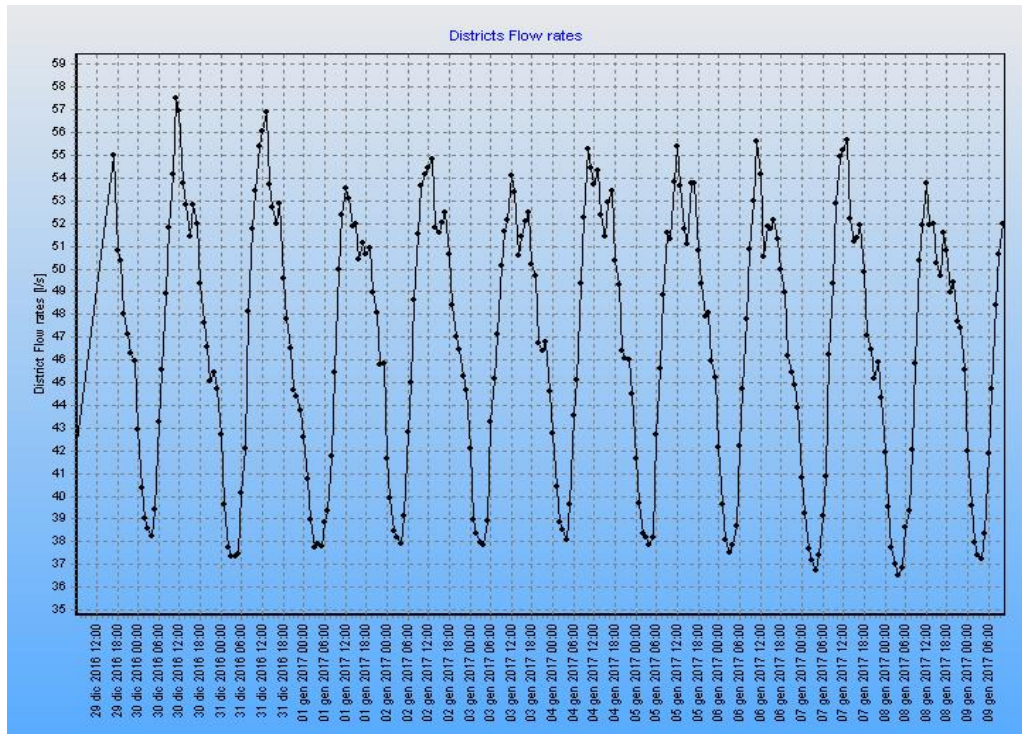 Districts Flow rates
District Flow rates [l/s]
59
58
57
56
55
54
53
52
51
50
49
48
47
46
45
44
43
42
41
40
39
38
37
36
35
29 dic 2016 12:00
29 dic 2016 18:00
30 dic 2016 00:00
30 dic 2016 06:00
30 dic 2016 12:00
30 dic 2016 18:00
31 dic 2016 00:00
31 dic 2016 06:00
31 dic 2016 12:00
31 dic 2016 18:00
01 gen 2017 00:00
01 gen 2017 06:00
01 gen 2017 12:00
01 gen 2017 18:00
02 gen 2017 00:00
02 gen 2017 06:00
02 gen 2017 12:00
02 gen 2017 18:00
03 gen 2017 00:00
03 gen 2017 06:00
03 gen 2017 12:00
03 gen 2017 18:00
04 gen 2017 00:00
04 gen 2017 06:00
04 gen 2017 12:00
04 gen 2017 18:00
05 gen 2017 00:00
05 gen 2017 06:00
05 gen 2017 12:00
05 gen 2017 18:00
06 gen 2017 00:00
06 gen 2017 06:00
06 gen 2017 12:00
06 gen 2017 18:00
07 gen 2017 00:00
07 gen 2017 06:00
07 gen 2017 12:00
07 gen 2017 18:00
08 gen 2017 00:00
08 gen 2017 06:00
08 gen 2017 12:00
08 gen 2017 18:00
09 gen 2017 00:00
09 gen 2017 06:00